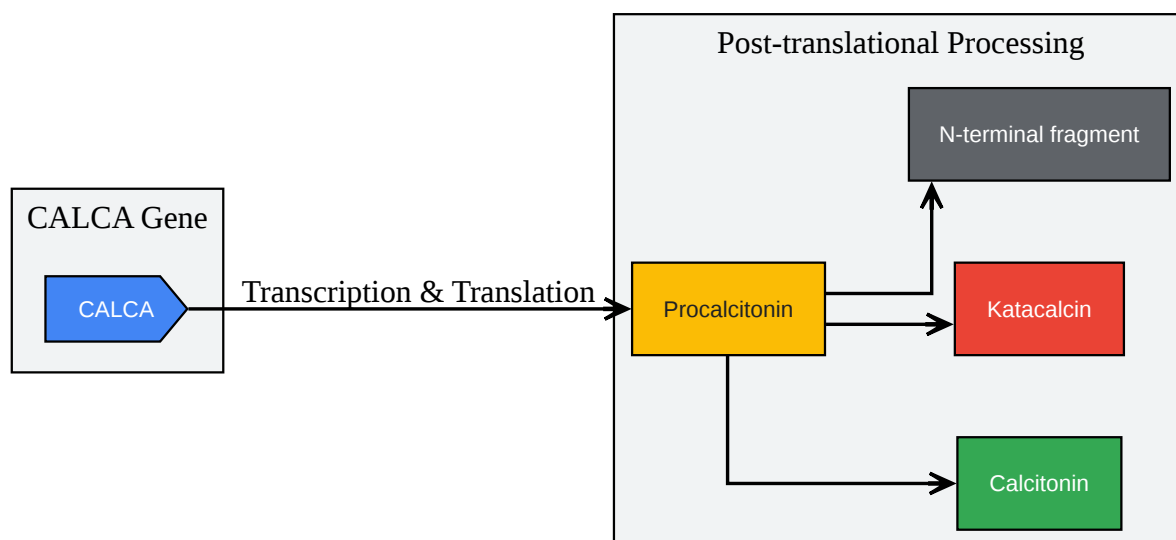 Post-translational Processing
N-terminal fragment
CALCA Gene
CALCA
Transcription & Translation
Procalcitonin
Katacalcin
Calcitonin